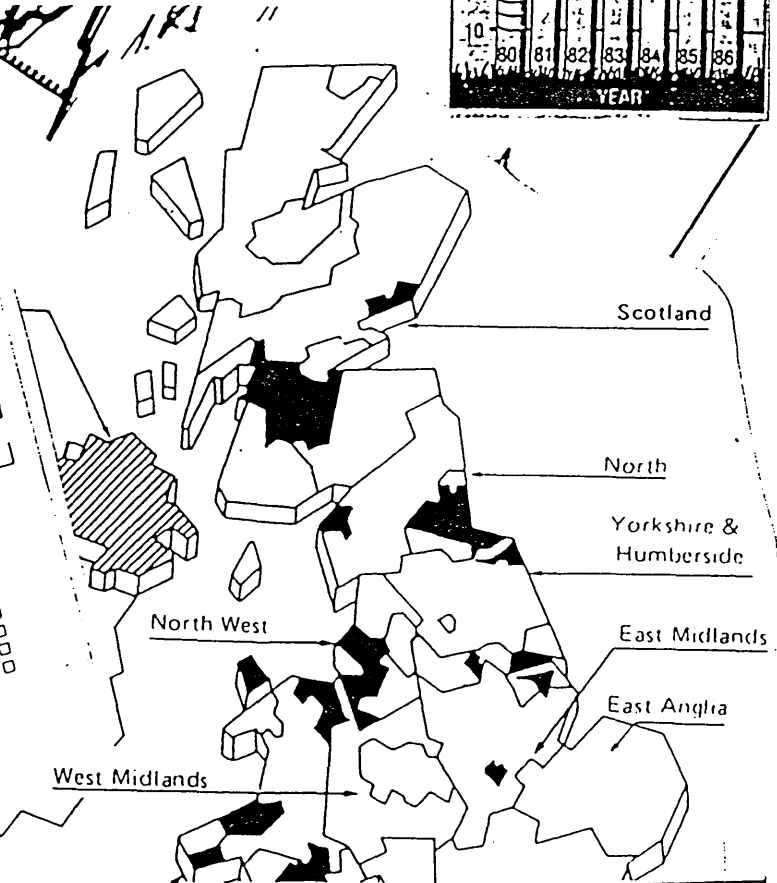 10
80 81 82 83 84 85 86
YEAR
Scotland
North
Yorkshire &
Humberside
North West
East Midlands
East Anglia
West Midlands